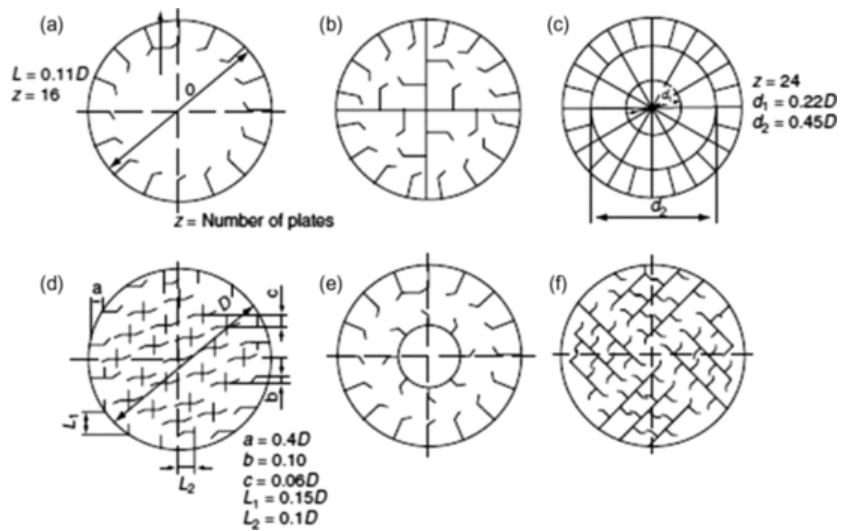 (a)
L = 0.11D
z = 16
0
z = Number of plates
(b)
(c)
d₁
z = 24
d₁ = 0.22D
d₂ = 0.45D
d₂
(d)
a
D
c
b
L₁
L₂
a = 0.4D
b = 0.10
c = 0.06D
L₁ = 0.15D
L₂ = 0.1D
(e)
(f)